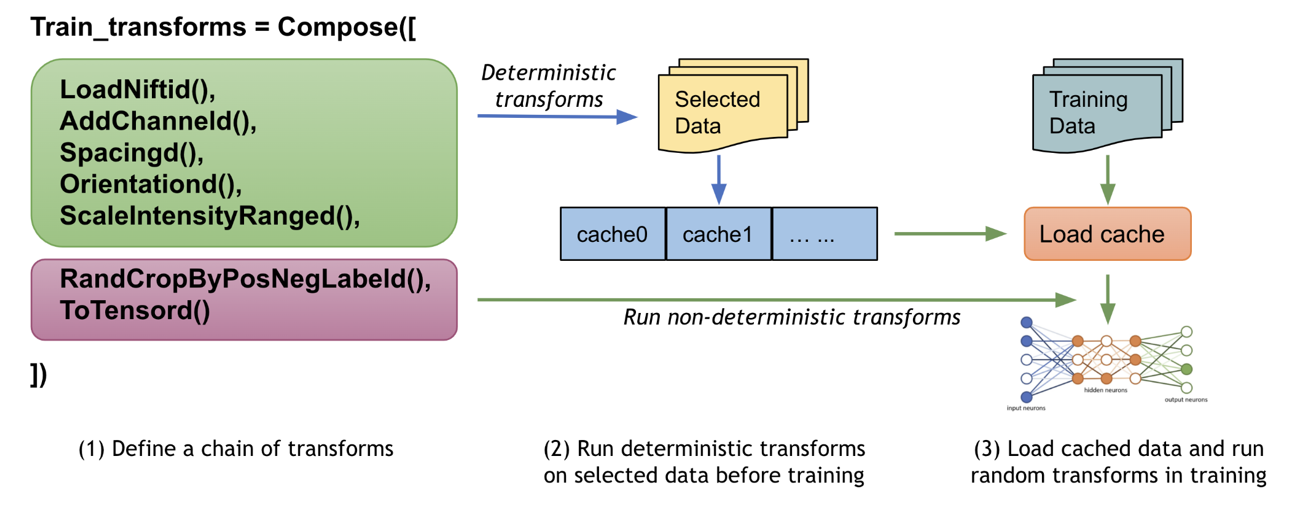 Train_transforms = Compose([
LoadNiftid(),
AddChanneld(),
Spacingd(),
Orientationd(),
ScaleIntensityRanged(),
RandCropByPosNegLabeld(),
ToTensord()
])
(1) Define a chain of transforms
Deterministic
transforms
Selected
Data
cache0
cache1
... ...
Run non-deterministic transforms
(2) Run deterministic transforms
on selected data before training
Training
Data
Load cache
input neurons
hidden neurons
output neurons
(3) Load cached data and run
random transforms in training